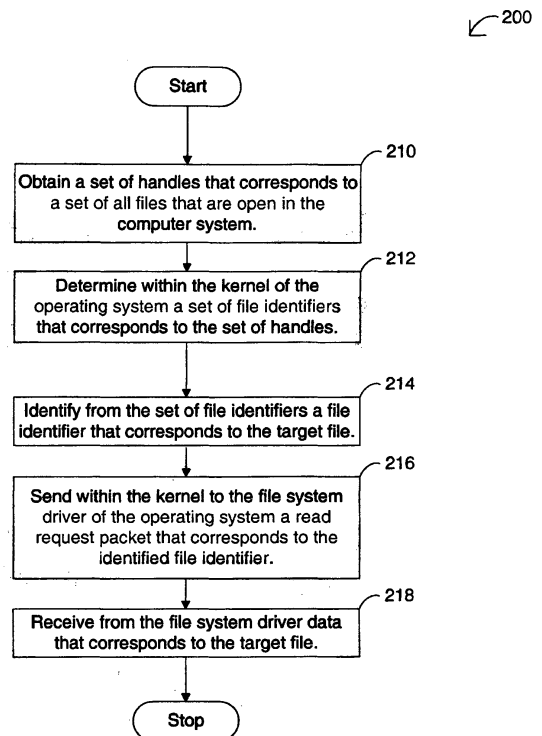 200
Start
210
Obtain a set of handles that corresponds to
a set of all files that are open in the
computer system.
212
Determine within the kernel of the
operating system a set of file identifiers
that corresponds to the set of handles.
214
Identify from the set of file identifiers a file
identifier that corresponds to the target file.
216
Send within the kernel to the file system
driver of the operating system a read
request packet that corresponds to the
identified file identifier.
218
Receive from the file system driver data
that corresponds to the target file.
Stop